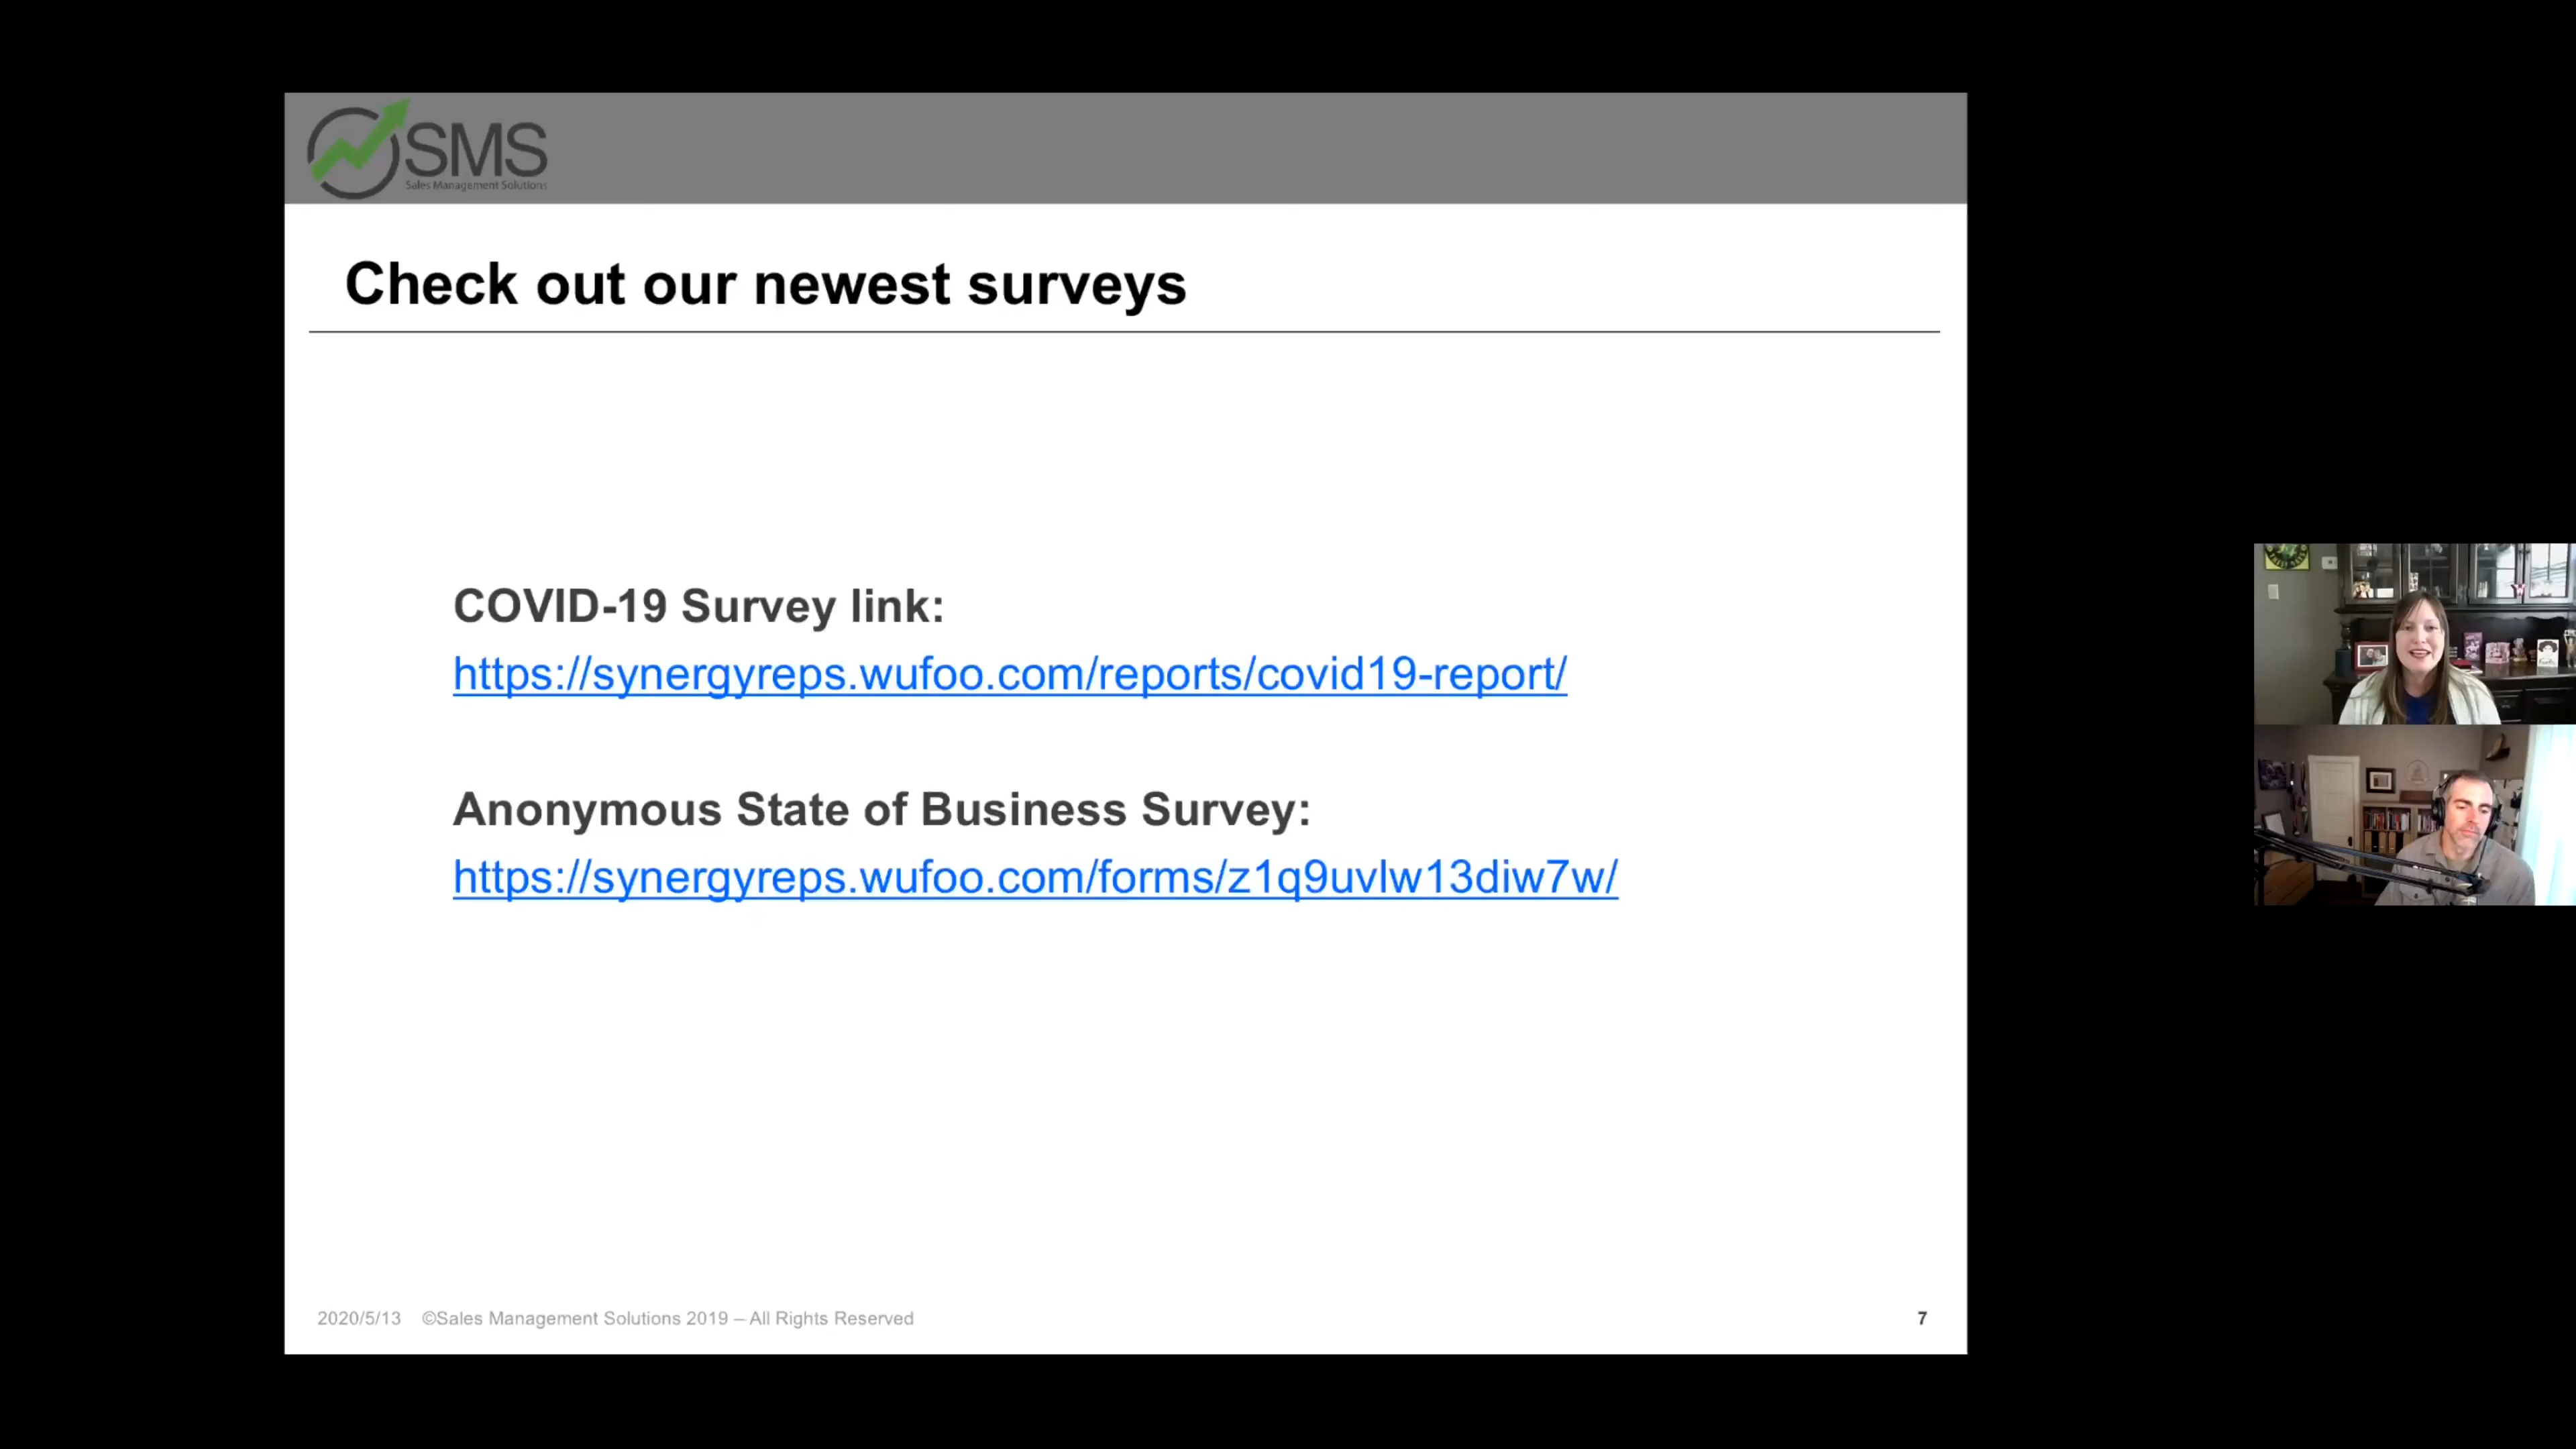 SMS
Sales Management Solutions
Check out our newest surveys
COVID-19 Survey link:
https://synergyreps.wufoo.com/reports/covid19-report/
Anonymous State of Business Survey:
https://synergyreps.wufoo.com/forms/z1q9uvlw13diw7w/
2020/5/13 ©Sales Management Solutions 2019 – All Rights Reserved 7